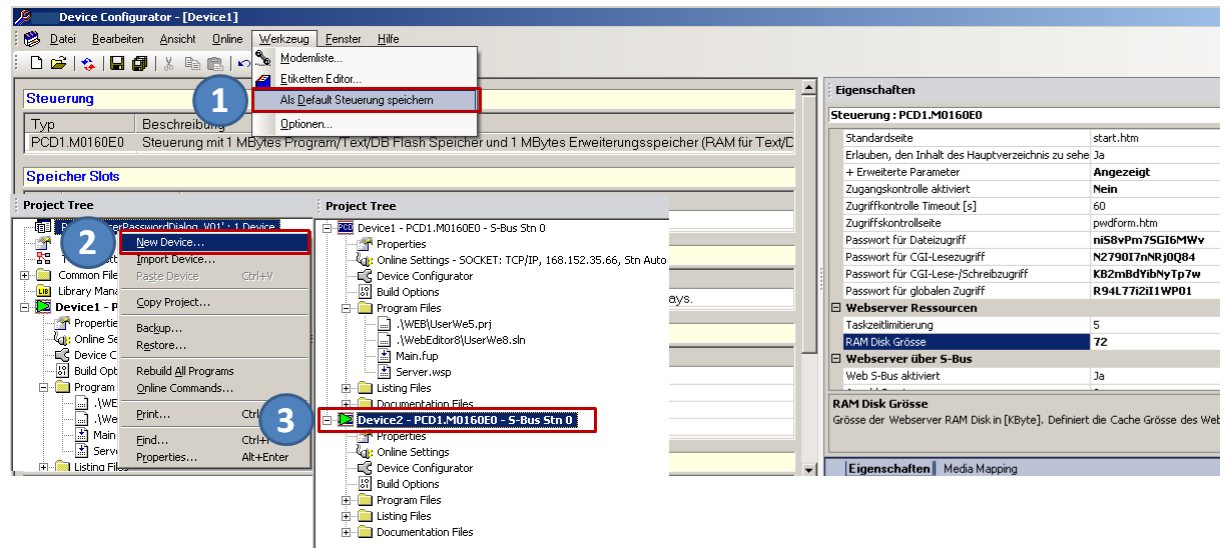 Device Configurator - [Device1]
Datei Bearbeiten Ansicht Online Werkzeug Fenster Hilfe
Modemliste...
Etiketten Editor...
1
Als Default Steuerung speichern
Optionen...
Steuerung
Typ Beschreibung
PCD1.M0160E0 Steuerung mit 1 MBytes Program/Text/DB Flash Speicher und 1 MBytes Erweiterungsspeicher (RAM für Text/D
Speicher Slots
ays.
Project Tree
PasswordDialog_V01' : 1 Device
2
New Device...
Import Device...
Paste Device Ctrl+V
Copy Project...
Backup...
Restore...
Rebuild All Programs
Online Commands...
Print...
Find...
Properties... Alt+Enter
Common File
Library Mana
Device1 - P
Propertie
Online Se
Device C
Build Opt
Program
.\WE
.\We
Main
Serv
Listing Files
Project Tree
Device1 - PCD1.M0160E0 - S-Bus Stn 0
Properties
Online Settings - SOCKET: TCP/IP, 168.152.35.66, Stn Auto
Device Configurator
Build Options
Program Files
.\WEB\UserWe5.prj
.\WebEditor8\UserWe8.sln
Main.fup
Server.wsp
Listing Files
Documentation Files
3
Device2 - PCD1.M0160E0 - S-Bus Stn 0
Properties
Online Settings
Device Configurator
Build Options
Program Files
Listing Files
Documentation Files
Eigenschaften
Steuerung : PCD1.M0160E0
Standardseite start.htm
Erlauben, den Inhalt des Hauptverzeichnis zu sehe Ja
+ Erweiterte Parameter Angezeigt
Zugangskontrolle aktiviert Nein
Zugriffkontrolle Timeout [s] 60
Zugriffskontrollseite pwdform.htm
Passwort für Dateizugriff ni58vPm7SGI6MWv
Passwort für CGI-Lesezugriff N2790I7nNRj0Q84
Passwort für CGI-Lese-/Schreibzugriff KB2mBdYibNyTp7w
Passwort für globalen Zugriff R94L77i2iI1WP01
Webserver Ressourcen
Taskzeitlimitierung 5
RAM Disk Grösse 72
Webserver über S-Bus
Web S-Bus aktiviert Ja
RAM Disk Grösse
Grösse der Webserver RAM Disk in [KByte]. Definiert die Cache Grösse des Web
Eigenschaften Media Mapping